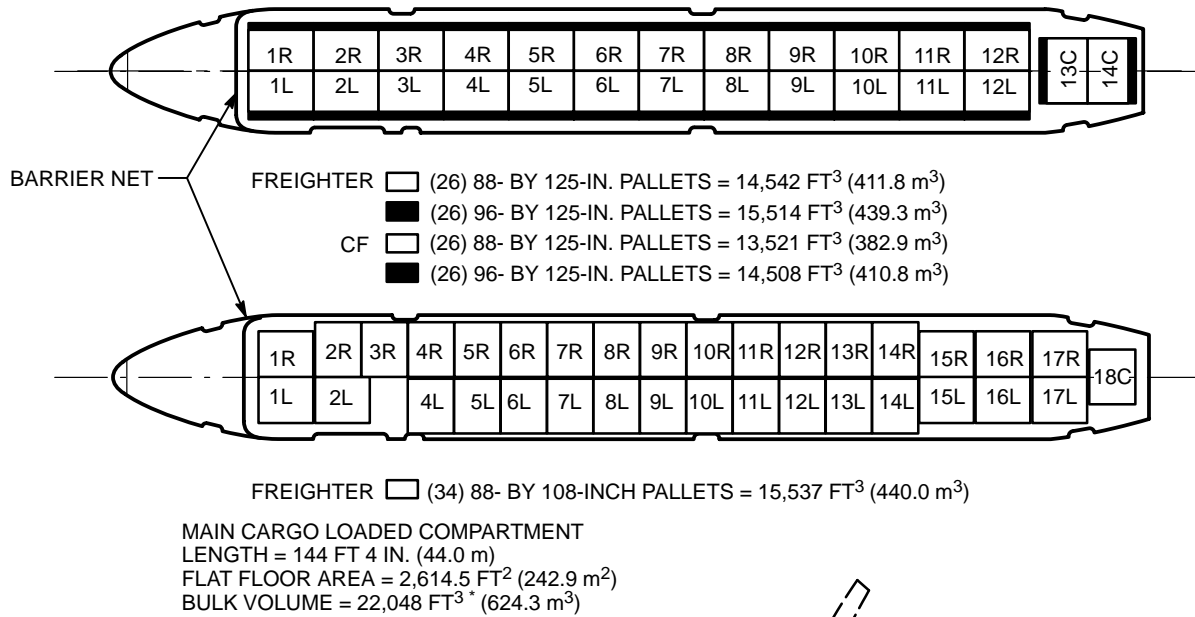 1R 2R 3R 4R 5R 6R 7R 8R 9R 10R 11R 12R
1L 2L 3L 4L 5L 6L 7L 8L 9L 10L 11L 12L
13C 14C
BARRIER NET
FREIGHTER (26) 88- BY 125-IN. PALLETS = 14,542 FT³ (411.8 m³)
(26) 96- BY 125-IN. PALLETS = 15,514 FT³ (439.3 m³)
CF (26) 88- BY 125-IN. PALLETS = 13,521 FT³ (382.9 m³)
(26) 96- BY 125-IN. PALLETS = 14,508 FT³ (410.8 m³)
1R 2R 3R 4R 5R 6R 7R 8R 9R 10R 11R 12R 13R 14R 15R 16R 17R
18C
1L 2L 4L 5L 6L 7L 8L 9L 10L 11L 12L 13L 14L 15L 16L 17L
FREIGHTER (34) 88- BY 108-INCH PALLETS = 15,537 FT³ (440.0 m³)
MAIN CARGO LOADED COMPARTMENT
LENGTH = 144 FT 4 IN. (44.0 m)
FLAT FLOOR AREA = 2,614.5 FT² (242.9 m²)
BULK VOLUME = 22,048 FT³ * (624.3 m³)